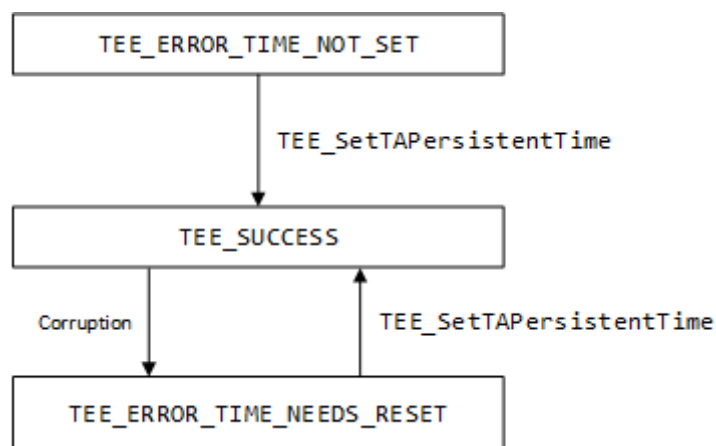 TEE_ERROR_TIME_NOT_SET
TEE_SetTAPersistentTime
TEE_SUCCESS
Corruption
TEE_SetTAPersistentTime
TEE_ERROR_TIME_NEEDS_RESET